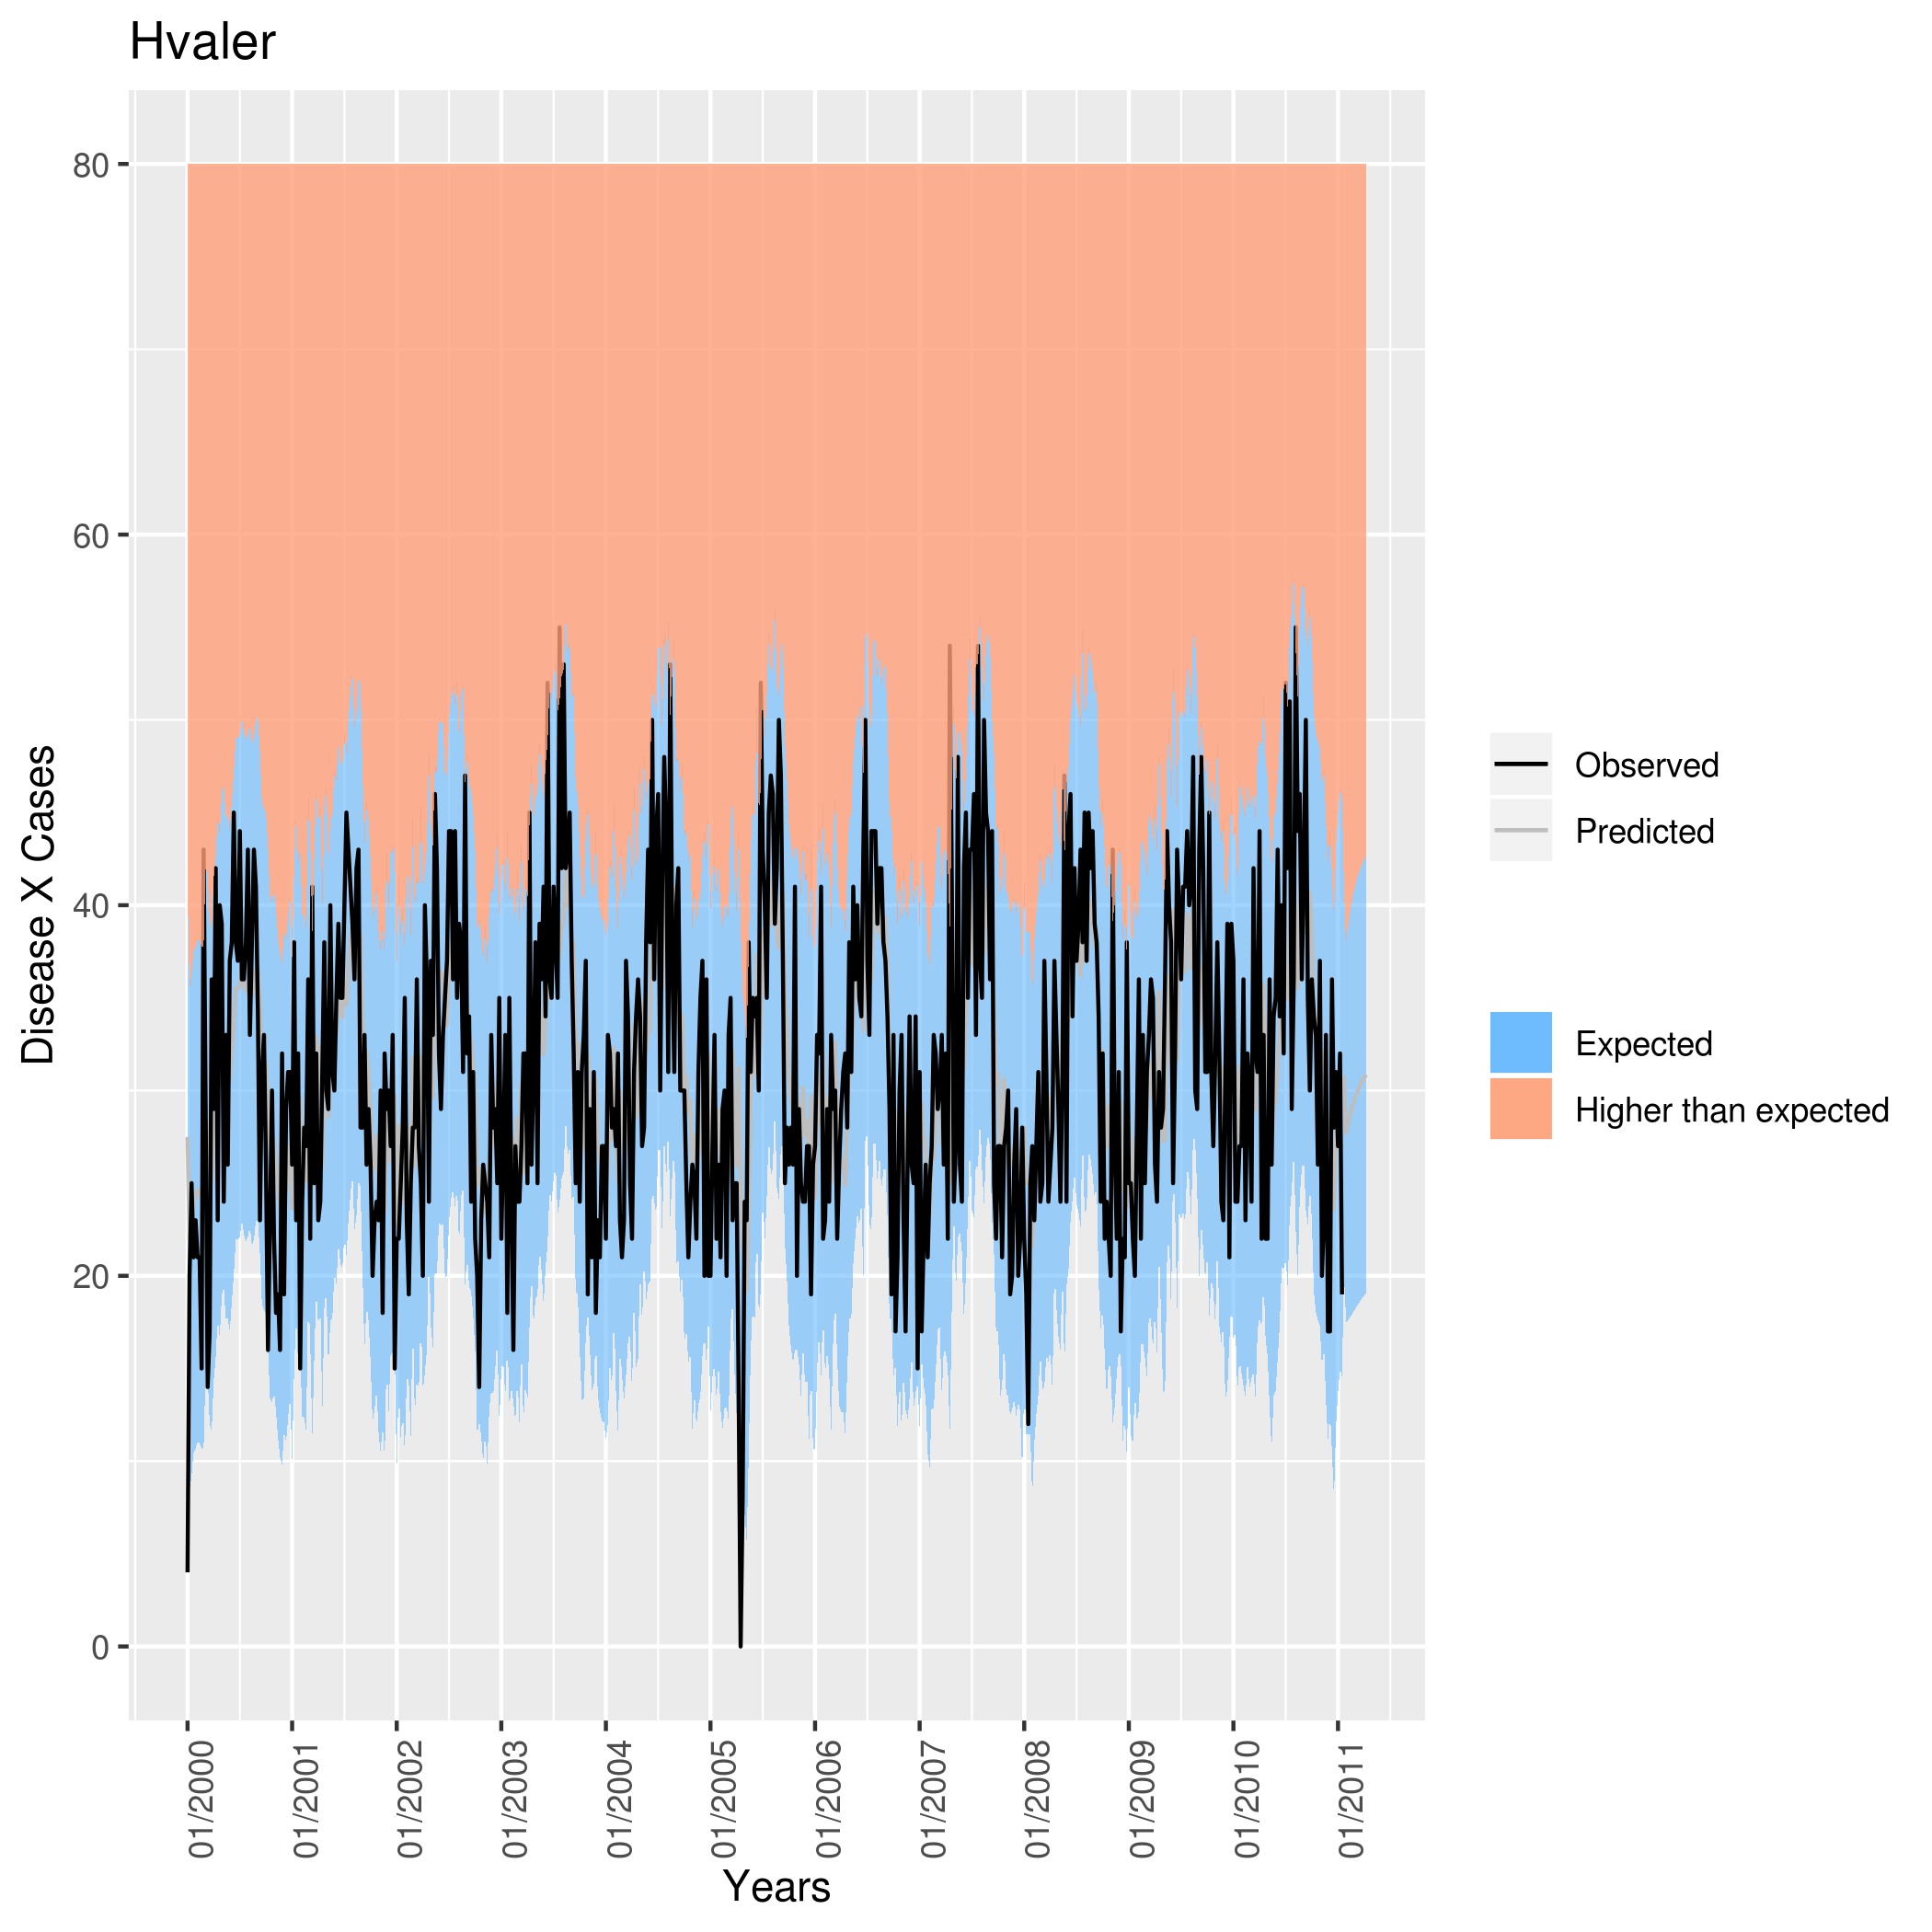 Hvaler
Disease X Cases
80
60
40
20
0
01/2000
01/2001
01/2002
01/2003
01/2004
01/2005
01/2006
01/2007
01/2008
01/2009
01/2010
01/2011
Years
Observed
Predicted
Expected
Higher than expected